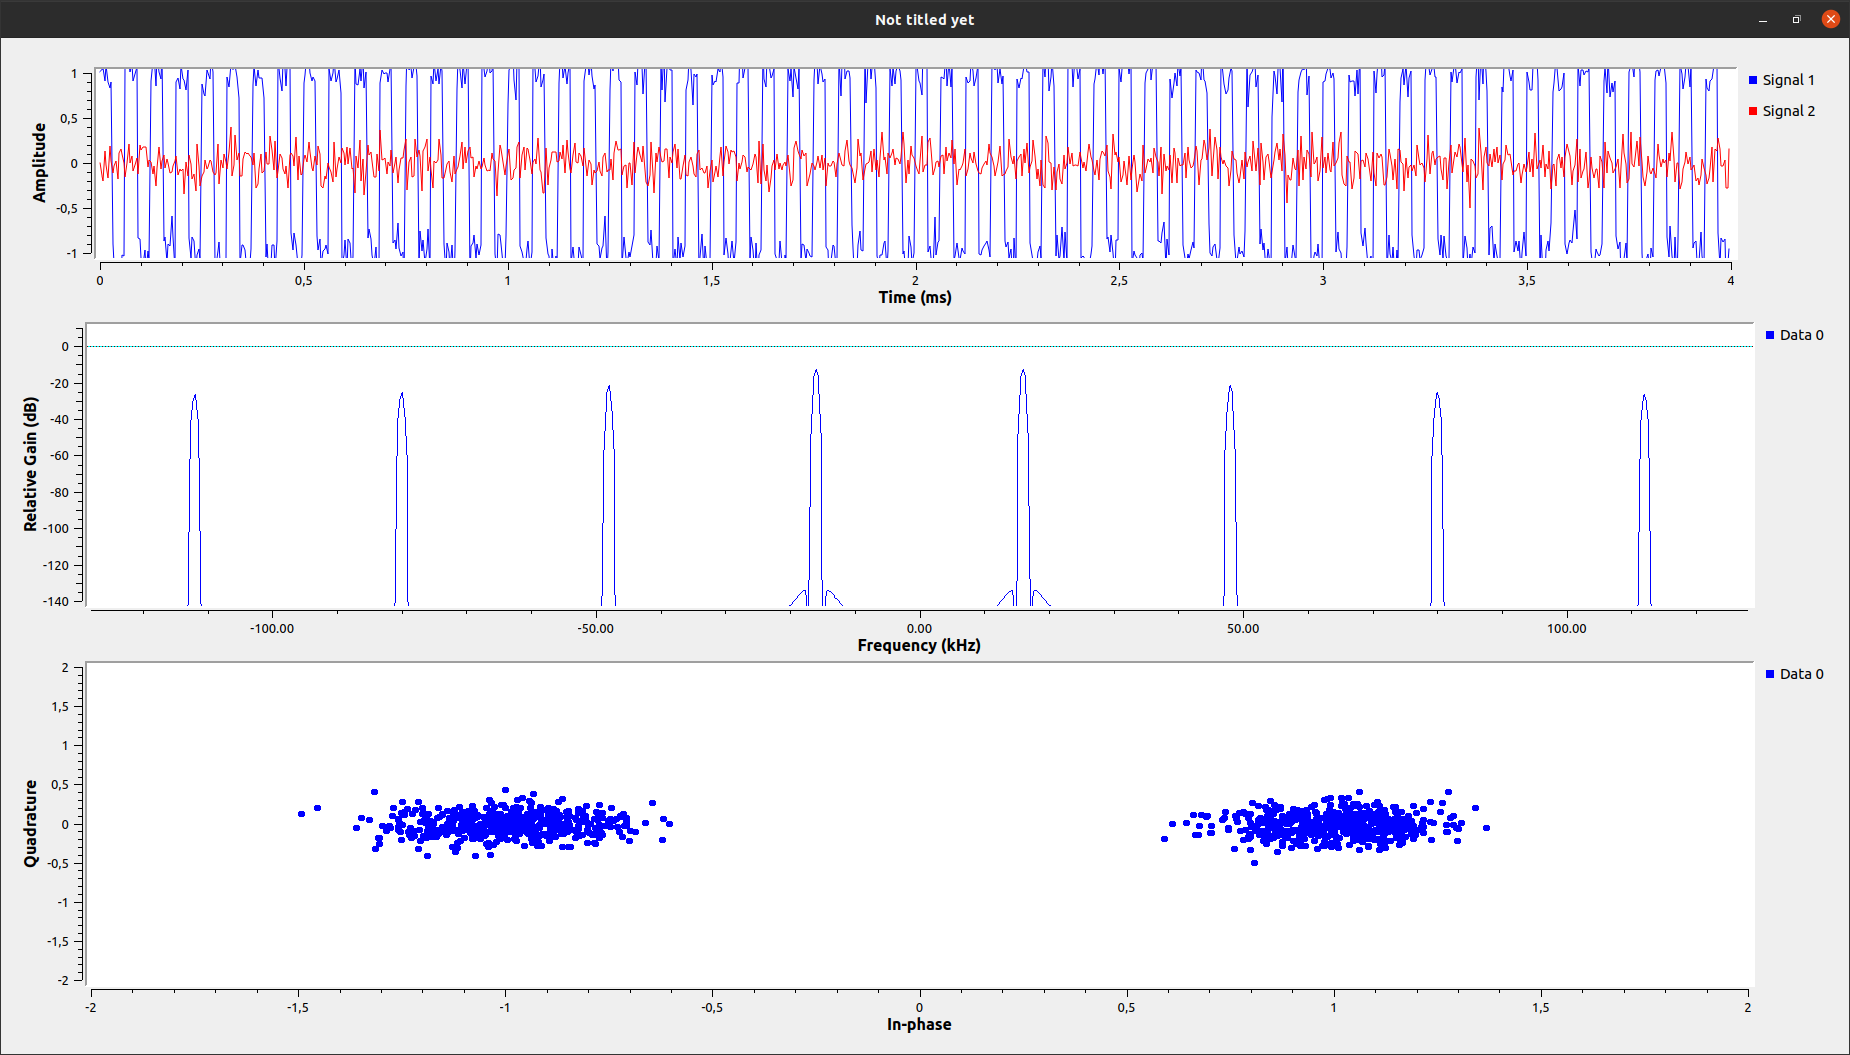 Not titled yet
1
0,5
0
-0,5
-1
Amplitude
Signal 1
Signal 2
0 0,5 1 1,5 2 2,5 3 3,5 4
Time (ms)
0
-20
-40
-60
-80
-100
-120
-140
Relative Gain (dB)
Data 0
-100.00 -50.00 0.00 50.00 100.00
Frequency (kHz)
2
1,5
1
0,5
0
-0,5
-1
-1,5
-2
Quadrature
Data 0
-2 -1,5 -1 -0,5 0 0,5 1 1,5 2
In-phase